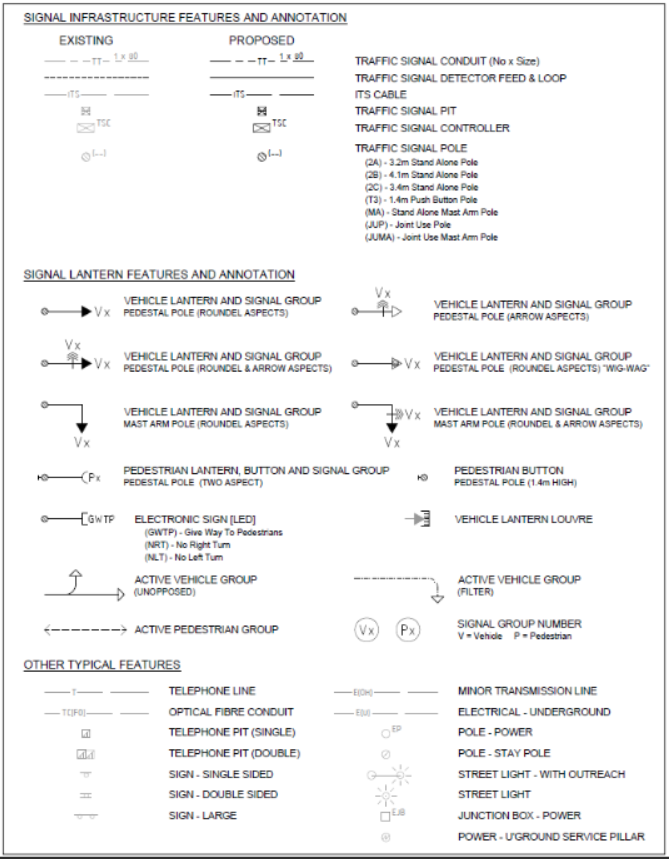 SIGNAL INFRASTRUCTURE FEATURES AND ANNOTATION
EXISTING PROPOSED
TT 1 x 80 TT 1 x 80 TRAFFIC SIGNAL CONDUIT (No x Size)
TRAFFIC SIGNAL DETECTOR FEED & LOOP
ITS ITS ITS CABLE
TRAFFIC SIGNAL PIT
TSC TSC TRAFFIC SIGNAL CONTROLLER
(--) (--) TRAFFIC SIGNAL POLE
(2A) - 3.2m Stand Alone Pole
(2B) - 4.1m Stand Alone Pole
(2C) - 3.4m Stand Alone Pole
(T3) - 1.4m Push Button Pole
(MA) - Stand Alone Mast Arm Pole
(JUP) - Joint Use Pole
(JUMA) - Joint Use Mast Arm Pole
SIGNAL LANTERN FEATURES AND ANNOTATION
Vx VEHICLE LANTERN AND SIGNAL GROUP
PEDESTAL POLE (ROUNDEL ASPECTS)
Vx VEHICLE LANTERN AND SIGNAL GROUP
PEDESTAL POLE (ARROW ASPECTS)
Vx
Vx VEHICLE LANTERN AND SIGNAL GROUP
PEDESTAL POLE (ROUNDEL & ARROW ASPECTS)
Vx VEHICLE LANTERN AND SIGNAL GROUP
PEDESTAL POLE (ROUNDEL ASPECTS) "WIG-WAG"
VEHICLE LANTERN AND SIGNAL GROUP
MAST ARM POLE (ROUNDEL ASPECTS)
Vx
Vx VEHICLE LANTERN AND SIGNAL GROUP
MAST ARM POLE (ROUNDEL & ARROW ASPECTS)
Vx
Px PEDESTRIAN LANTERN, BUTTON AND SIGNAL GROUP
PEDESTAL POLE (TWO ASPECT)
PEDESTRIAN BUTTON
PEDESTAL POLE (1.4m HIGH)
GWTP ELECTRONIC SIGN [LED]
(GWTP) - Give Way To Pedestrians
(NRT) - No Right Turn
(NLT) - No Left Turn
VEHICLE LANTERN LOUVRE
ACTIVE VEHICLE GROUP
(UNOPPOSED)
ACTIVE VEHICLE GROUP
(FILTER)
ACTIVE PEDESTRIAN GROUP
Vx Px SIGNAL GROUP NUMBER
V = Vehicle P = Pedestrian
OTHER TYPICAL FEATURES
T TELEPHONE LINE E(OH) MINOR TRANSMISSION LINE
TC(FO) OPTICAL FIBRE CONDUIT E(U) ELECTRICAL - UNDERGROUND
TELEPHONE PIT (SINGLE) EP POLE - POWER
TELEPHONE PIT (DOUBLE) POLE - STAY POLE
SIGN - SINGLE SIDED STREET LIGHT - WITH OUTREACH
SIGN - DOUBLE SIDED STREET LIGHT
SIGN - LARGE EJB JUNCTION BOX - POWER
POWER - U'GROUND SERVICE PILLAR